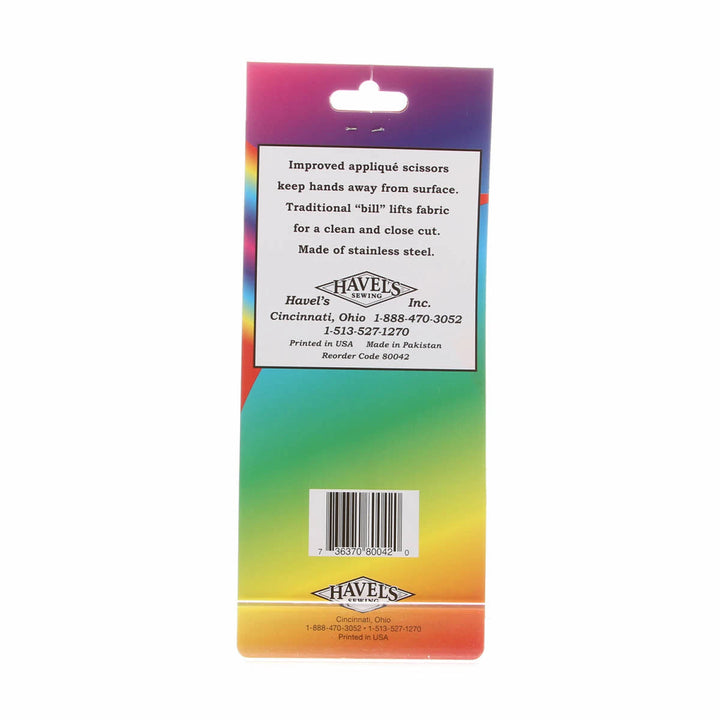 Improved appliqué scissors
keep hands away from surface.
Traditional “bill” lifts fabric
for a clean and close cut.
Made of stainless steel.
HAVEL'S
SEWING
Havel's Inc.
Cincinnati, Ohio 1-888-470-3052
1-513-527-1270
Printed in USA Made in Pakistan
Reorder Code 80042
7 36370 80042 0
HAVEL'S
SEWING
Cincinnati, Ohio
1-888-470-3052 • 1-513-527-1270
Printed in USA